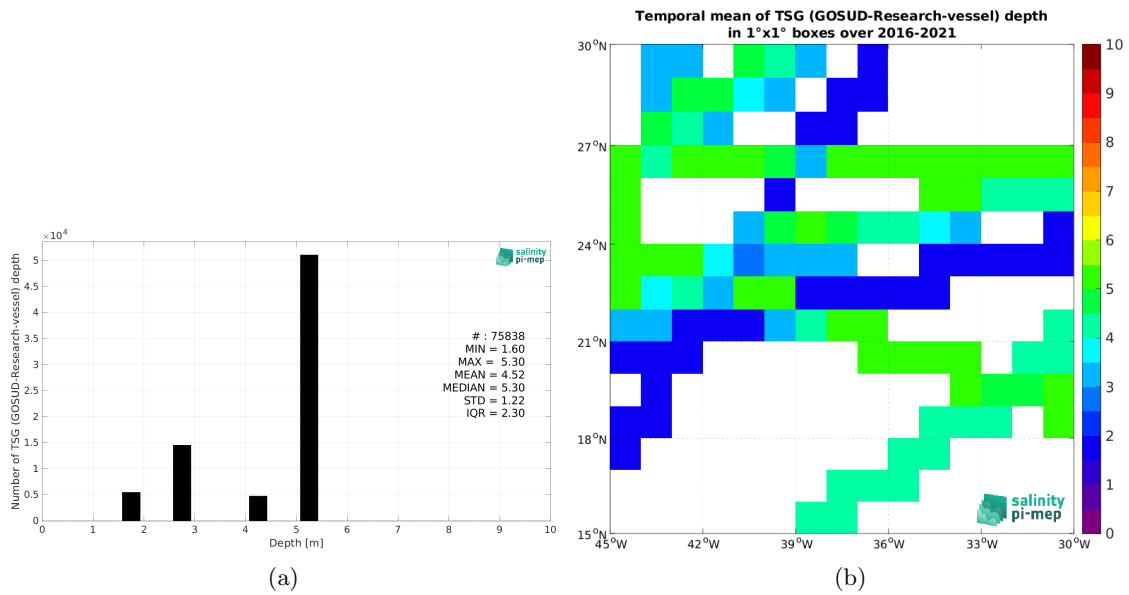 Temporal mean of TSG (GOSUD-Research-vessel) depth
in 1°x1° boxes over 2016-2021
×10⁴
Number of TSG (GOSUD-Research-vessel) depth
5
4.5
4
3.5
3
2.5
2
1.5
1
0.5
0
0 1 2 3 4 5 6 7 8 9 10
Depth [m]
salinity
pi-mep
# : 75838
MIN = 1.60
MAX = 5.30
MEAN = 4.52
MEDIAN = 5.30
STD = 1.22
IQR = 2.30
(a)
30°N
27°N
24°N
21°N
18°N
15°N
45°W 42°W 39°W 36°W 33°W 30°W
salinity
pi-mep
10
9
8
7
6
5
4
3
2
1
0
(b)